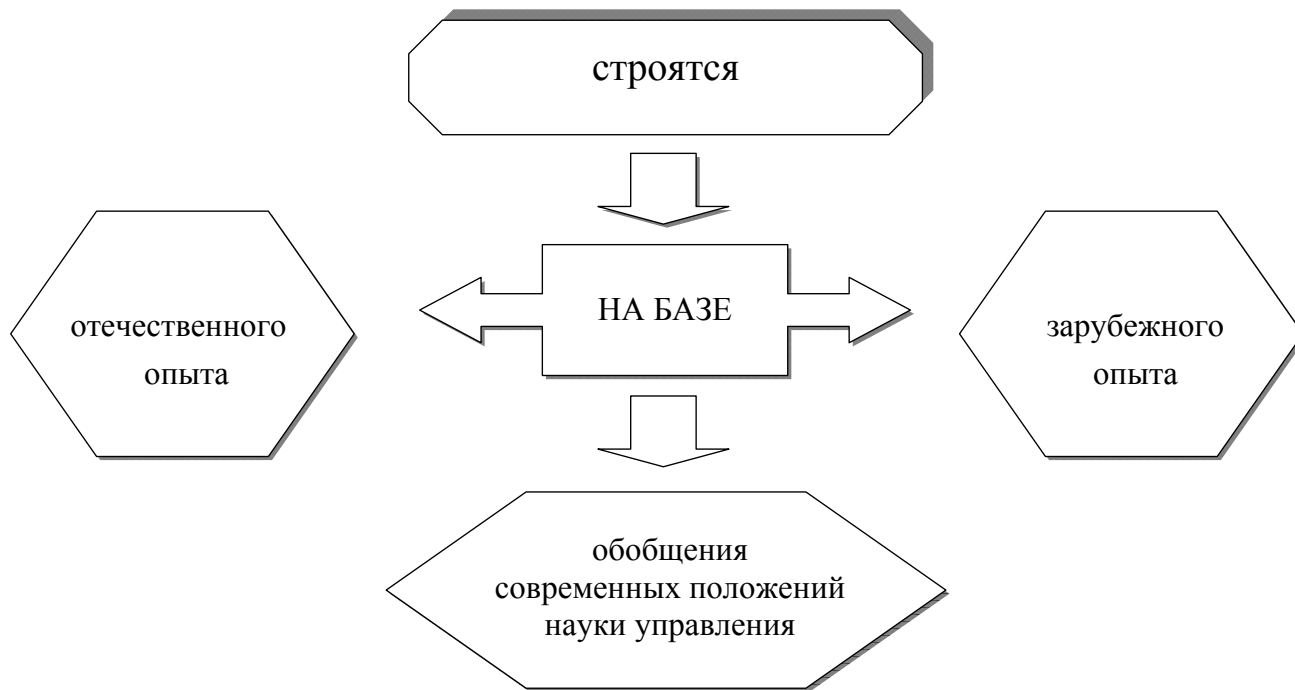 строятся
НА БАЗЕ
отечественного
опыта
зарубежного
опыта
обобщения
современных положений
науки управления